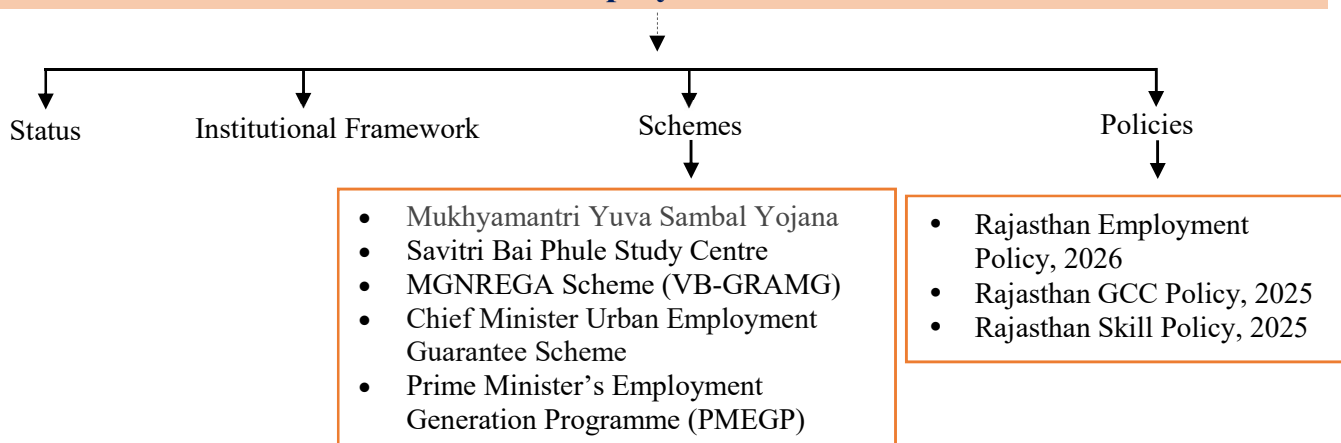 Status
Institutional Framework
Schemes
Policies
• Mukhyamantri Yuva Sambal Yojana
• Savitri Bai Phule Study Centre
• MGNREGA Scheme (VB-GRAMG)
• Chief Minister Urban Employment
Guarantee Scheme
• Prime Minister’s Employment
Generation Programme (PMEGP)
• Rajasthan Employment
Policy, 2026
• Rajasthan GCC Policy, 2025
• Rajasthan Skill Policy, 2025